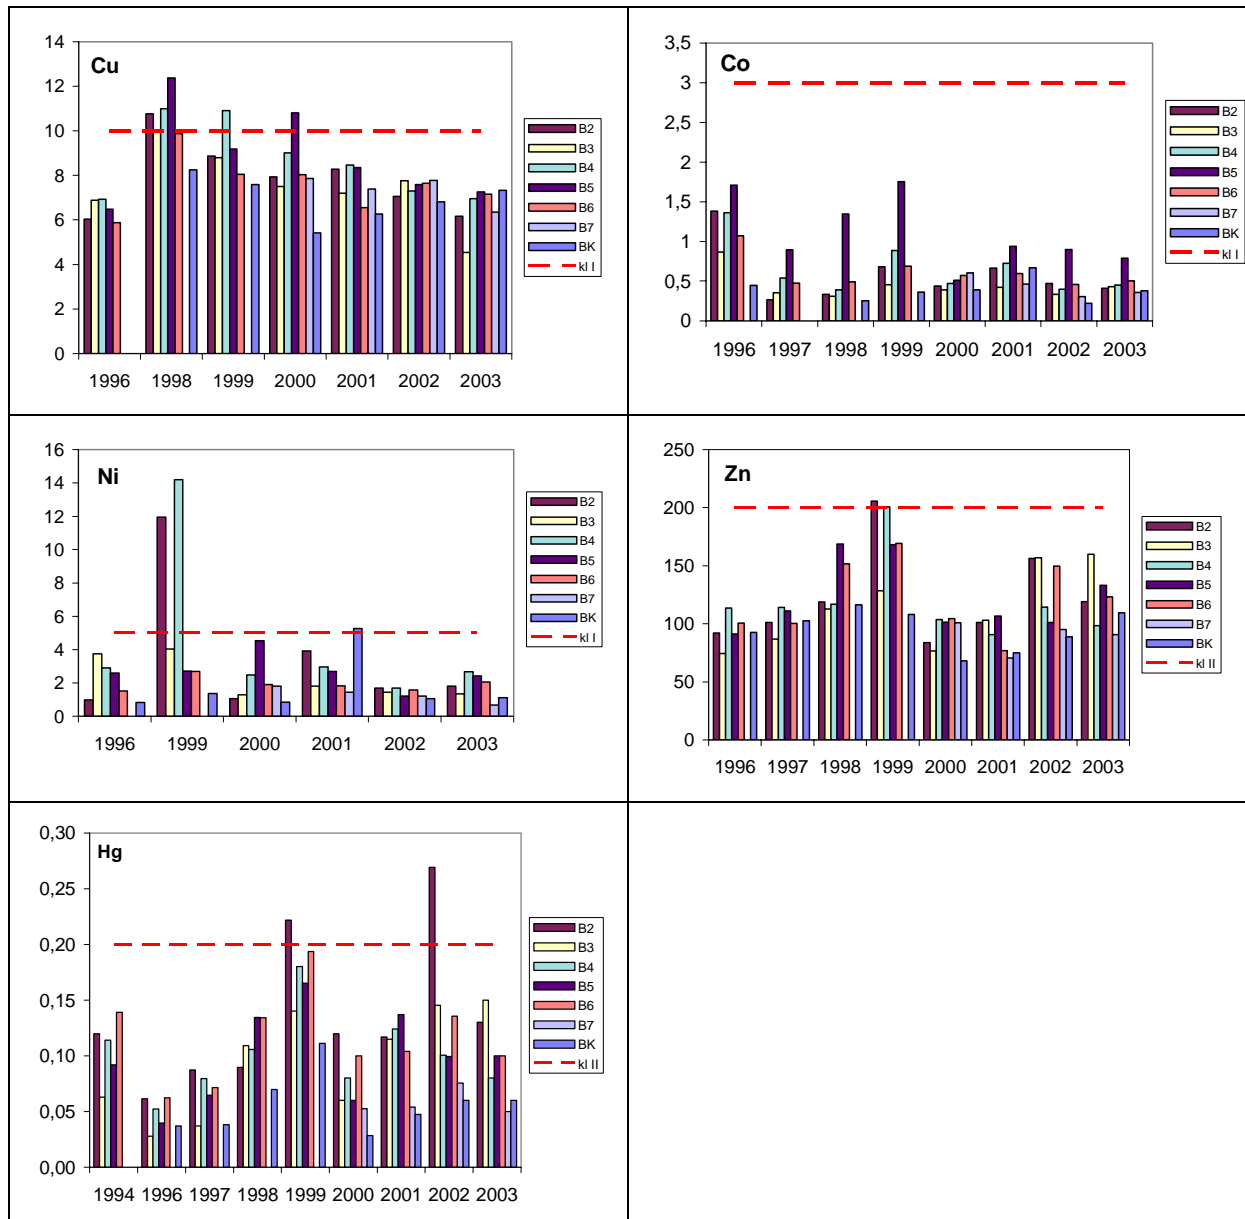 Cu
14
12
10
8
6
4
2
0
1996 1998 1999 2000 2001 2002 2003
B2
B3
B4
B5
B6
B7
BK
kl I
Co
3,5
3
2,5
2
1,5
1
0,5
0
1996 1997 1998 1999 2000 2001 2002 2003
B2
B3
B4
B5
B6
B7
BK
kl I
Ni
16
14
12
10
8
6
4
2
0
1996 1999 2000 2001 2002 2003
B2
B3
B4
B5
B6
B7
BK
kl I
Zn
250
200
150
100
50
0
1996 1997 1998 1999 2000 2001 2002 2003
B2
B3
B4
B5
B6
B7
BK
kl II
Hg
0,30
0,25
0,20
0,15
0,10
0,05
0,00
1994 1996 1997 1998 1999 2000 2001 2002 2003
B2
B3
B4
B5
B6
B7
BK
kl II